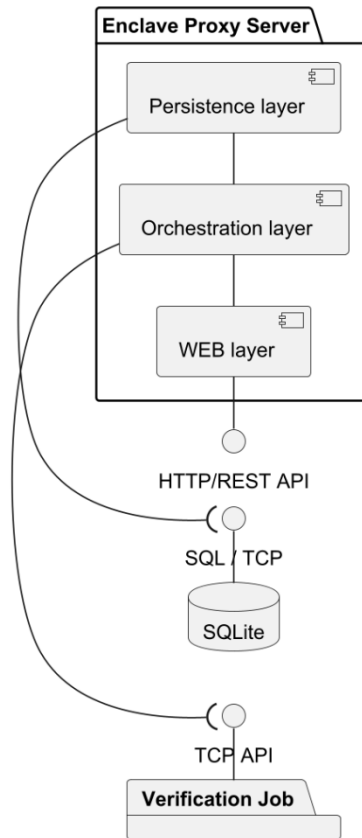 Enclave Proxy Server
Persistence layer
Orchestration layer
WEB layer
HTTP/REST API
SQL / TCP
SQLite
TCP API
Verification Job